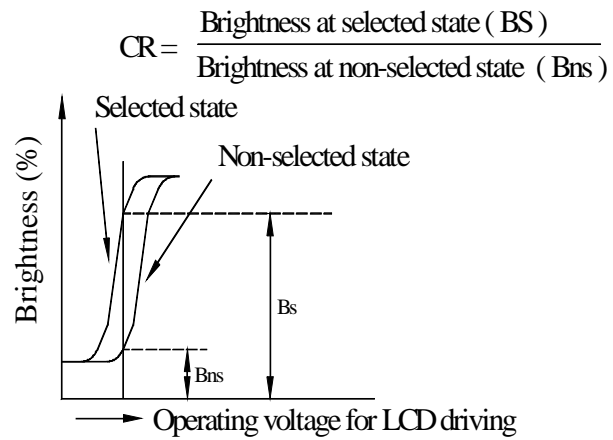 CR = Brightness at selected state ( BS )
Brightness at non-selected state ( Bns )
Selected state
Non-selected state
Brightness (%)
Bs
Bns
Operating voltage for LCD driving